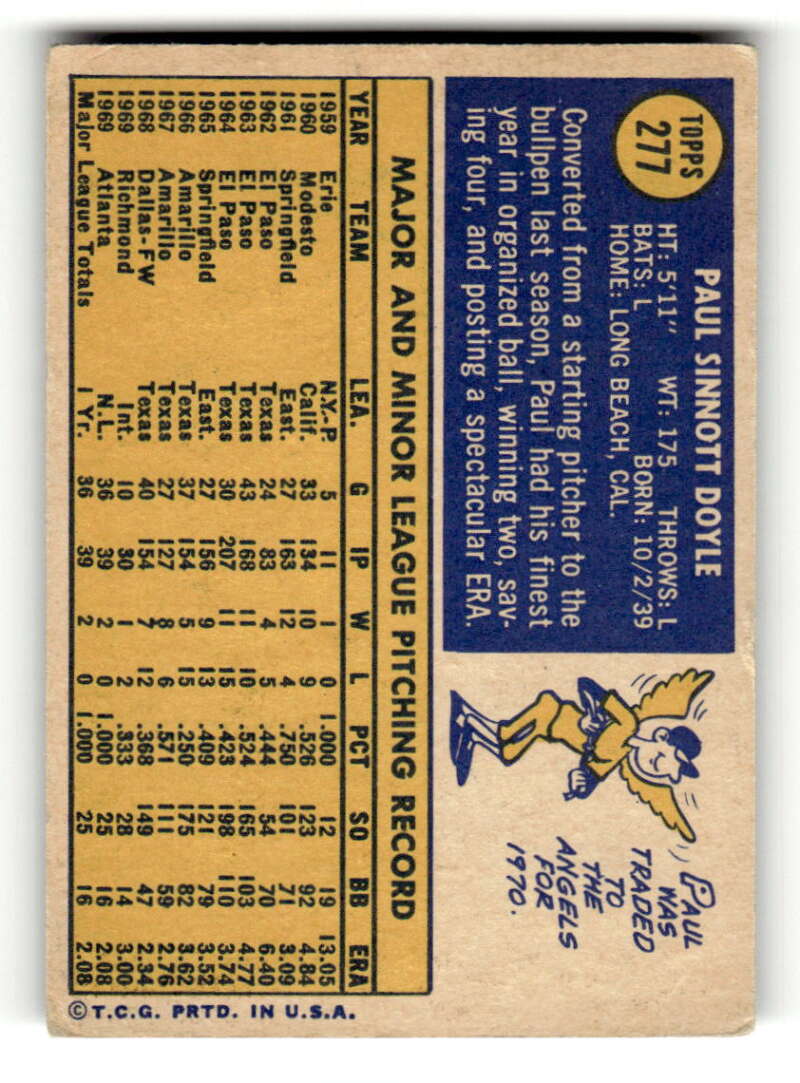 TOPPS
277
PAUL SINNOTT DOYLE
HT: 5'11" WT: 175 THROWS: L
BATS: L BORN: 10/2/39
HOME: LONG BEACH, CAL.
Converted from a starting pitcher to the
bullpen last season, Paul had his finest
year in organized ball, winning two, sav-
ing four, and posting a spectacular ERA.
PAUL
WAS
TRADED
TO
THE
ANGELS
FOR
1970.
MAJOR AND MINOR LEAGUE PITCHING RECORD
YEAR TEAM LEA. G IP W L PCT SO BB ERA
1959 Erie N.Y.-P. 5 11 1 0 1.000 12 19 13.05
1960 Modesto Calif. 33 134 10 9 .526 123 92 4.84
1961 Springfield East. 27 163 12 4 .750 101 71 3.09
1962 El Paso Texas 24 83 4 5 .444 54 70 6.40
1963 El Paso Texas 43 168 11 10 .524 165 103 4.77
1964 El Paso Texas 30 207 11 15 .423 198 110 3.74
1965 Springfield East. 27 156 9 13 .409 121 79 3.52
1966 Amarillo Texas 37 154 5 15 .250 175 82 3.62
1967 Amarillo Texas 27 127 8 6 .571 111 59 2.76
1968 Dallas-FW Texas 40 154 7 12 .368 149 47 2.34
1969 Richmond Int. 10 30 1 2 .333 28 14 3.00
1969 Atlanta N.L. 36 39 2 0 1.000 25 16 2.08
Major League Totals 1 Yr. 36 39 2 0 1.000 25 16 2.08
© T.C.G. PRTD. IN U.S.A.